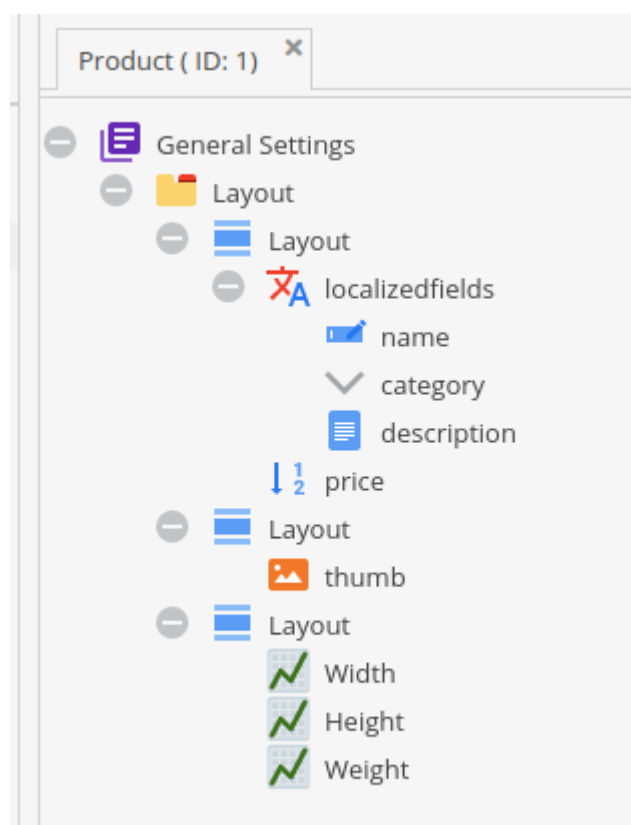 Product ( ID: 1)
General Settings
Layout
Layout
localizedfields
name
category
description
price
Layout
thumb
Layout
Width
Height
Weight